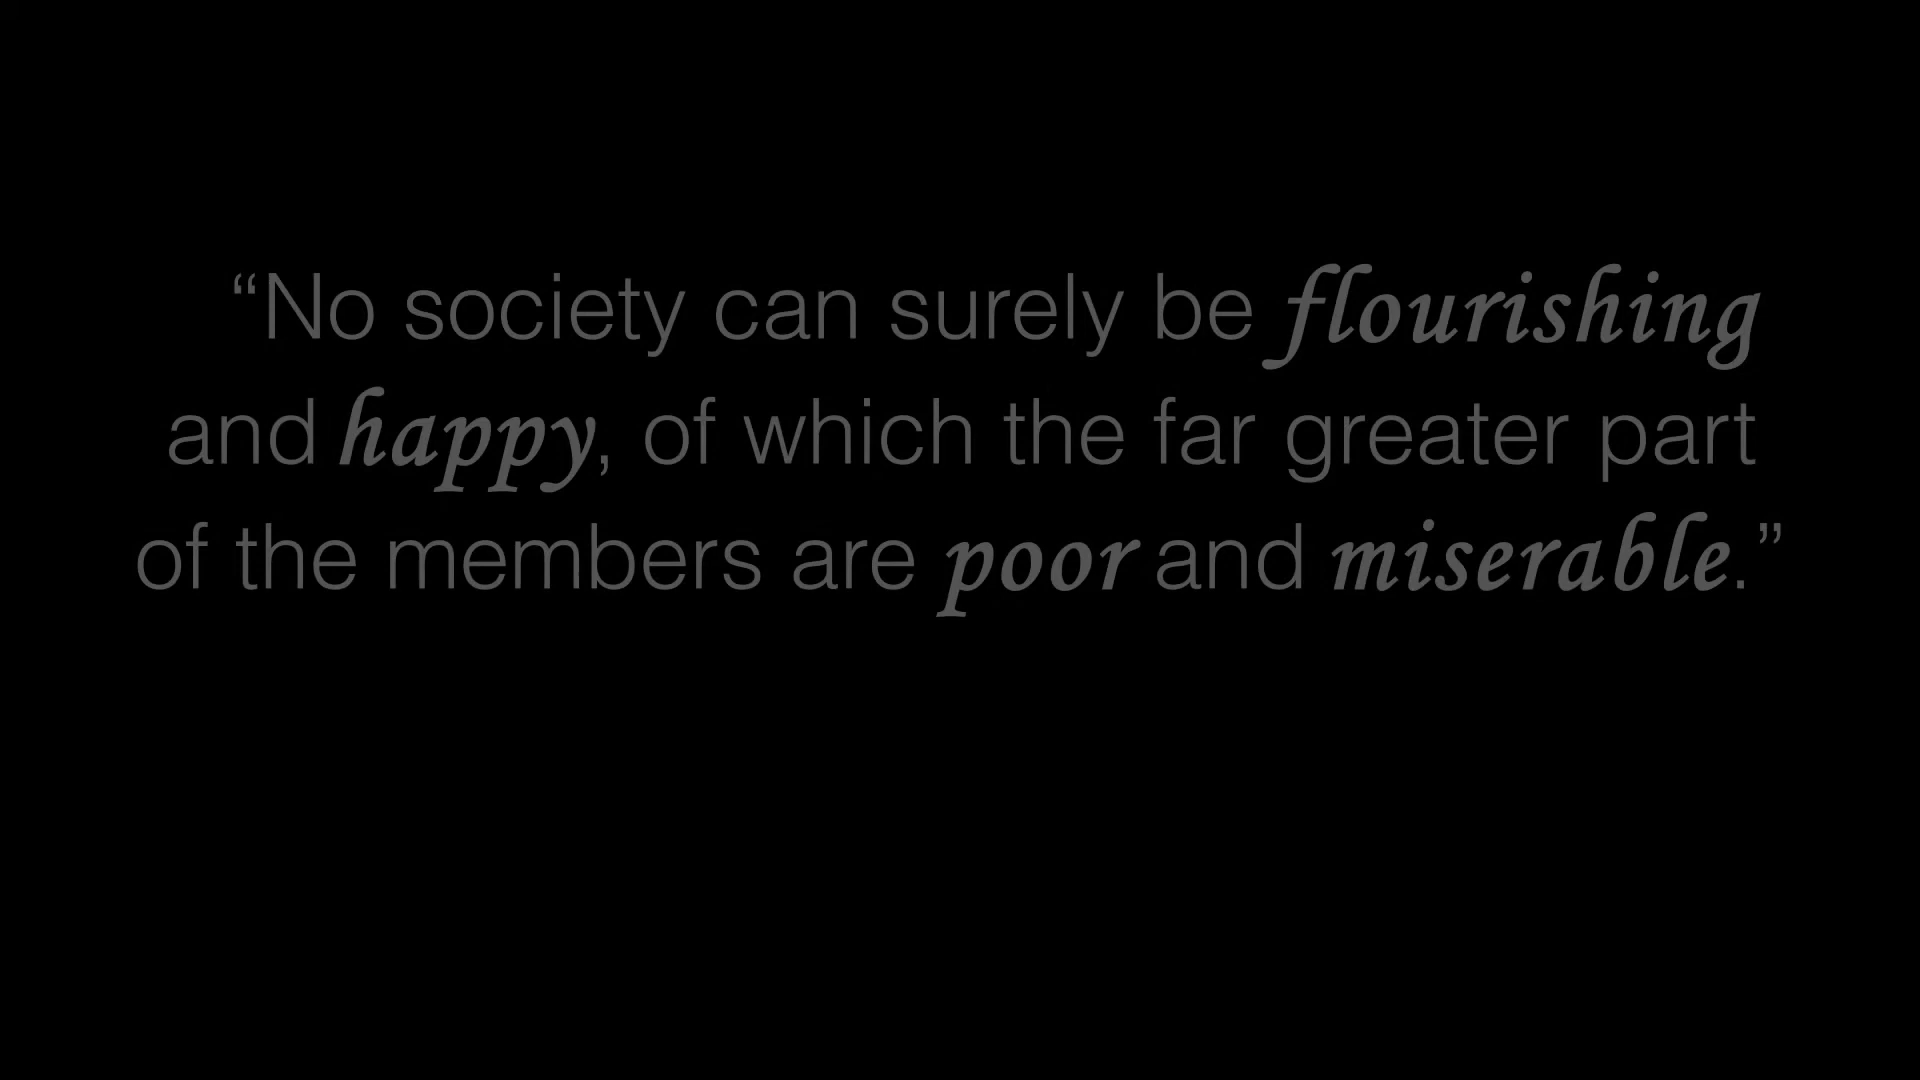 “No society can surely be flourishing
and happy, of which the far greater part
of the members are poor and miserable.”